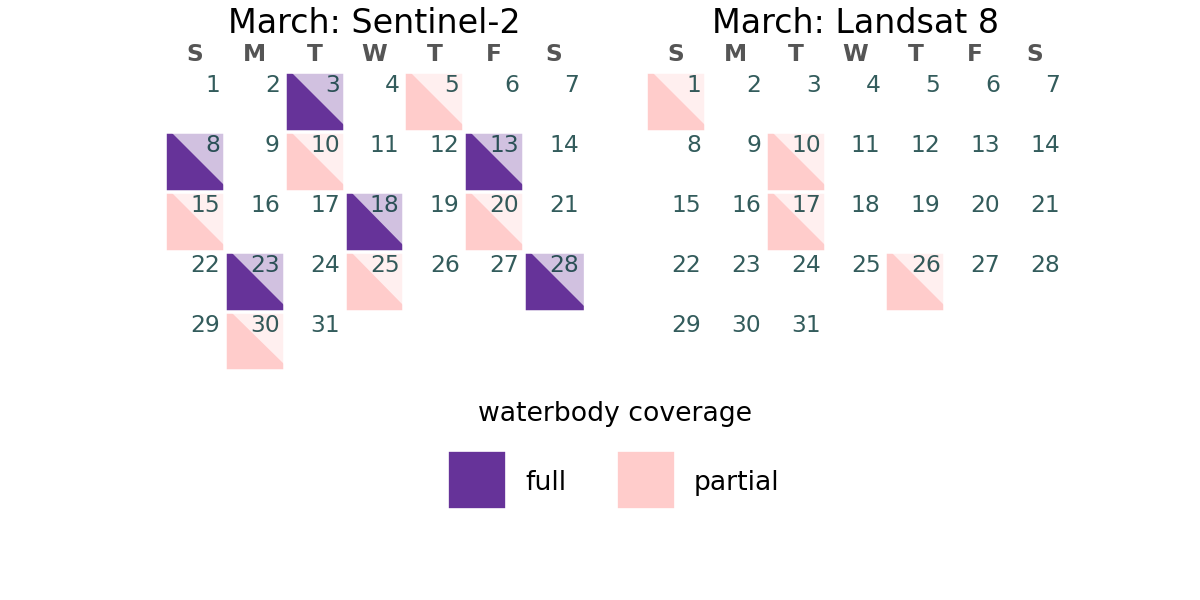 March: Sentinel-2
S M T W T F S
1 2 3 4 5 6 7
8 9 10 11 12 13 14
15 16 17 18 19 20 21
22 23 24 25 26 27 28
29 30 31
March: Landsat 8
S M T W T F S
1 2 3 4 5 6 7
8 9 10 11 12 13 14
15 16 17 18 19 20 21
22 23 24 25 26 27 28
29 30 31
waterbody coverage
full
partial